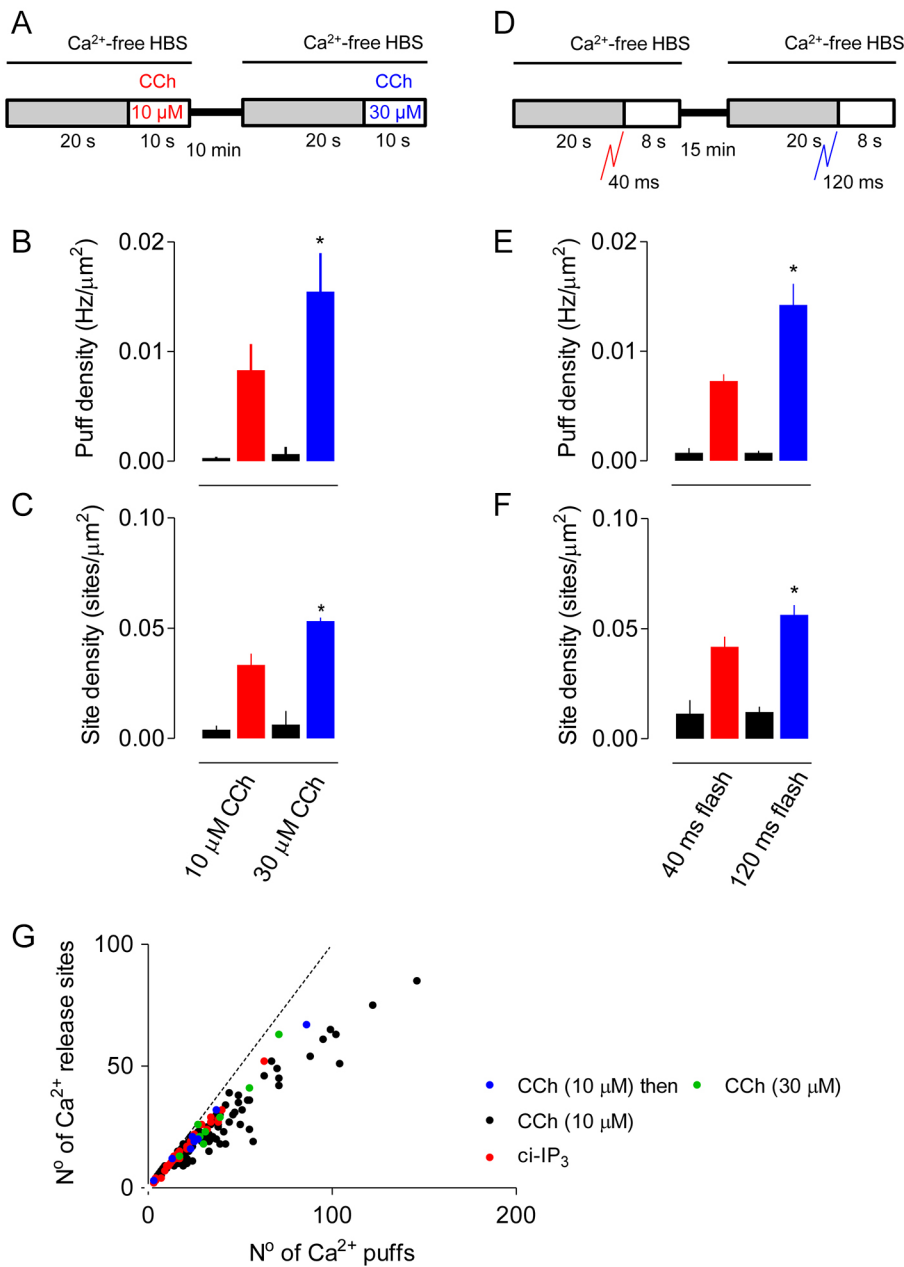 A
Ca²⁺-free HBS
Ca²⁺-free HBS
CCh
CCh
10 µM
30 µM
20 s
10 s
10 min
20 s
10 s
D
Ca²⁺-free HBS
Ca²⁺-free HBS
20 s
8 s
15 min
20 s
8 s
40 ms
120 ms
B
Puff density (Hz/µm²)
0.02
0.01
0.00
*
E
Puff density (Hz/µm²)
0.02
0.01
0.00
*
C
Site density (sites/µm²)
0.10
0.05
0.00
*
10 µM CCh
30 µM CCh
F
Site density (sites/µm²)
0.10
0.05
0.00
*
40 ms flash
120 ms flash
G
Nº of Ca²⁺ release sites
100
50
0
0
100
200
Nº of Ca²⁺ puffs
CCh (10 µM) then
CCh (30 µM)
CCh (10 µM)
ci-IP₃